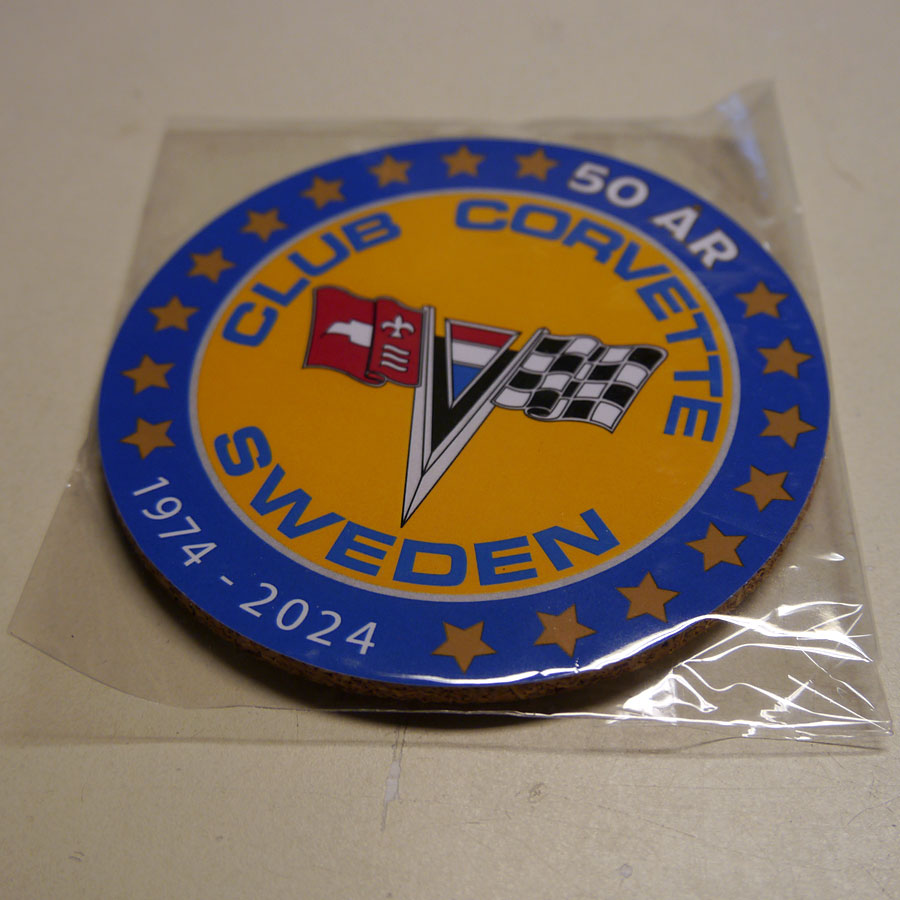 50 ÅR
CLUB CORVETTE
SWEDEN
1974 - 2024